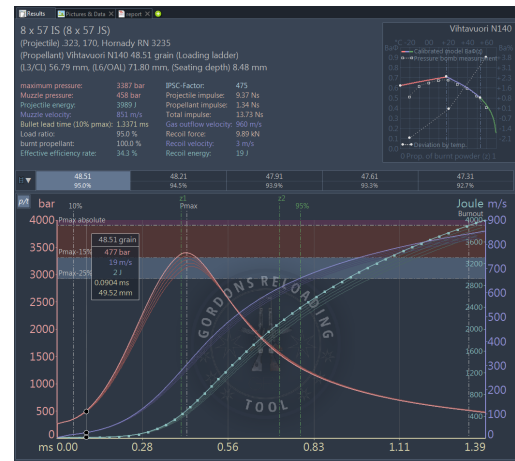 Results Pictures & Data report
8 x 57 IS (8 x 57 JS)
Vihtavuori N140
(Projectile) .323, 170, Hornady RN 3235
(Propellant) Vihtavuori N140 48.51 grain (Loading ladder)
(L3/CL) 56.79 mm, (L6/OAL) 71.80 mm, (Seating depth) 8.48 mm
maximum pressure: 3387 bar IPSC-Factor: 475
Muzzle pressure: 458 bar Projectile impulse: 9.37 Ns
Projectile energy: 3989 J Propellant impulse: 1.34 Ns
Muzzle velocity: 851 m/s Total impulse: 13.73 Ns
Bullet lead time (10% pmax): 1.3371 ms Gas outflow velocity: 960 m/s
Load ratio: 95.0 % Recoil force: 9.89 kN
burnt propellant: 100.0 % Recoil velocity: 3 m/s
Effective efficiency rate: 34.3 % Recoil energy: 19 J
°C -20 00 +20 +40 +60
Calibrated model Ba(φ)
Pressure bomb measurement
Deviation by temp.
0 Prop. of burnt powder (z) 1
48.51 48.21 47.91 47.61 47.31
95.0% 94.5% 93.9% 93.3% 92.7%
p/t bar 10% z1 Pmax z2 95% Joule m/s
Burnout
4000 Pmax absolute 4000 900
48.51 grain
477 bar
19 m/s
2 J
0.0904 ms
49.52 mm
3500 3600 800
Pmax-15%
3000 3200 700
Pmax-25%
2800 600
2500
2400 500
2000
2000 400
1500 1600
300
1000 1200
200
800
500 400 100
0 0
GORDONS RELOADING TOOL
ms 0.00 0.28 0.56 0.83 1.11 1.39